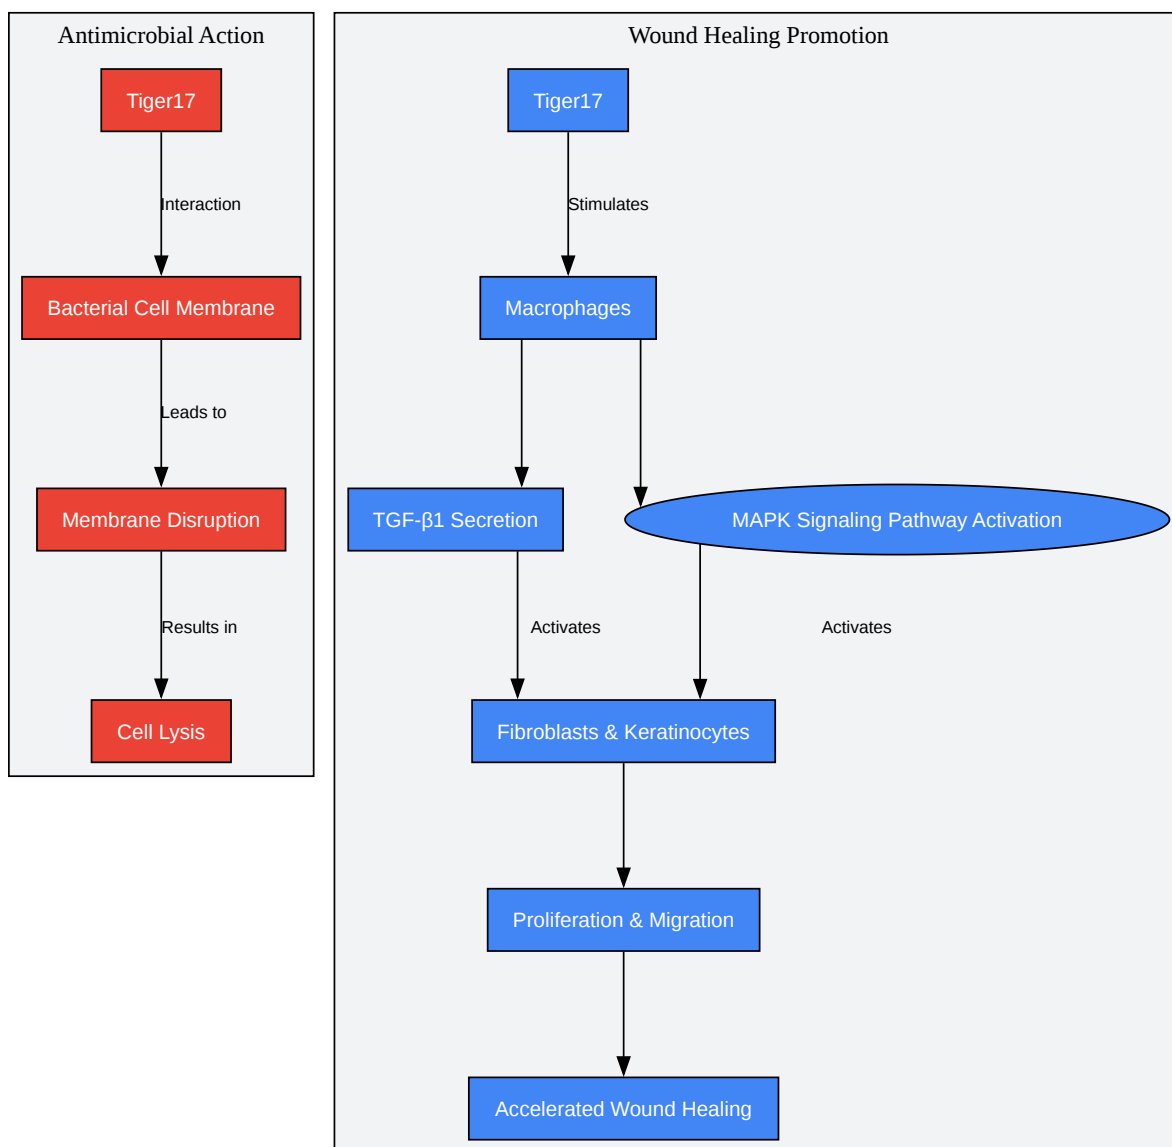 Antimicrobial Action
Tiger17
Interaction
Bacterial Cell Membrane
Leads to
Membrane Disruption
Results in
Cell Lysis
Wound Healing Promotion
Tiger17
Stimulates
Macrophages
TGF-β1 Secretion
MAPK Signaling Pathway Activation
Activates
Activates
Fibroblasts & Keratinocytes
Proliferation & Migration
Accelerated Wound Healing